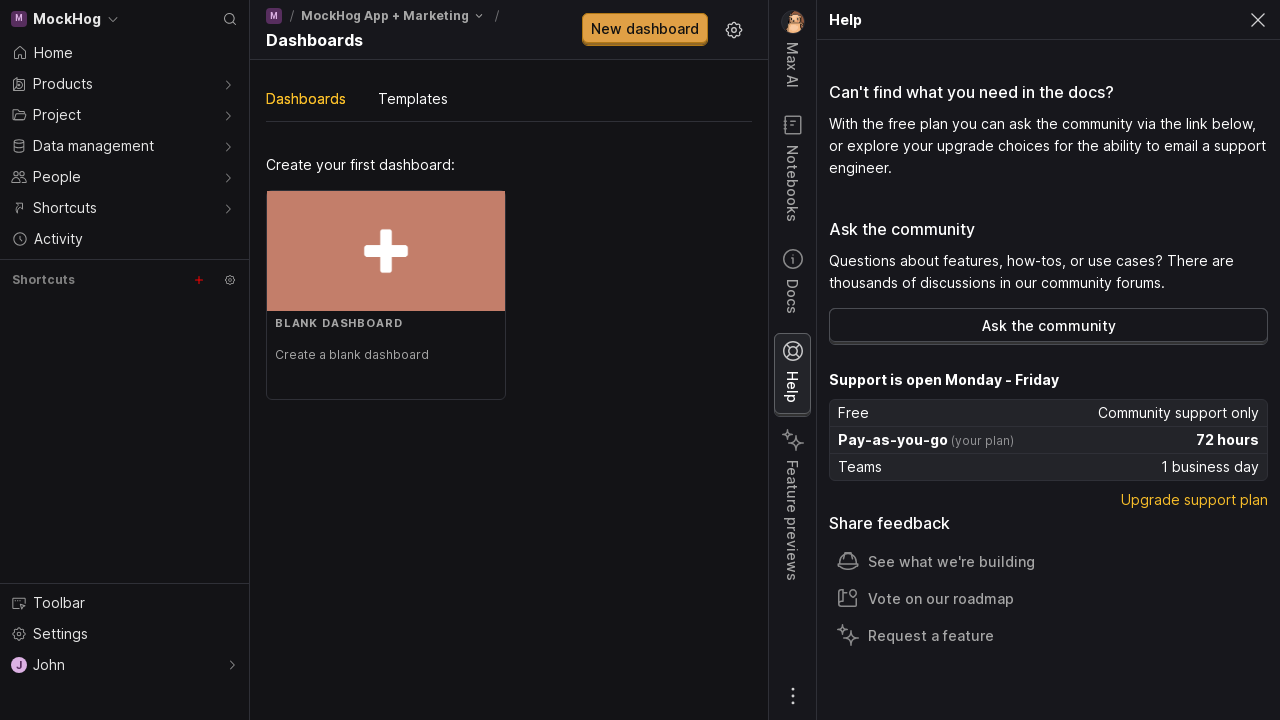 M MockHog
Home
Products
Project
Data management
People
Shortcuts
Activity
Shortcuts
Toolbar
Settings
J John
M / MockHog App + Marketing /
Dashboards
New dashboard
Dashboards Templates
Create your first dashboard:
BLANK DASHBOARD
Create a blank dashboard
Max AI
Notebooks
Docs
Help
Feature previews
Help
Can't find what you need in the docs?
With the free plan you can ask the community via the link below,
or explore your upgrade choices for the ability to email a support
engineer.
Ask the community
Questions about features, how-tos, or use cases? There are
thousands of discussions in our community forums.
Ask the community
Support is open Monday - Friday
Free Community support only
Pay-as-you-go (your plan) 72 hours
Teams 1 business day
Upgrade support plan
Share feedback
See what we're building
Vote on our roadmap
Request a feature